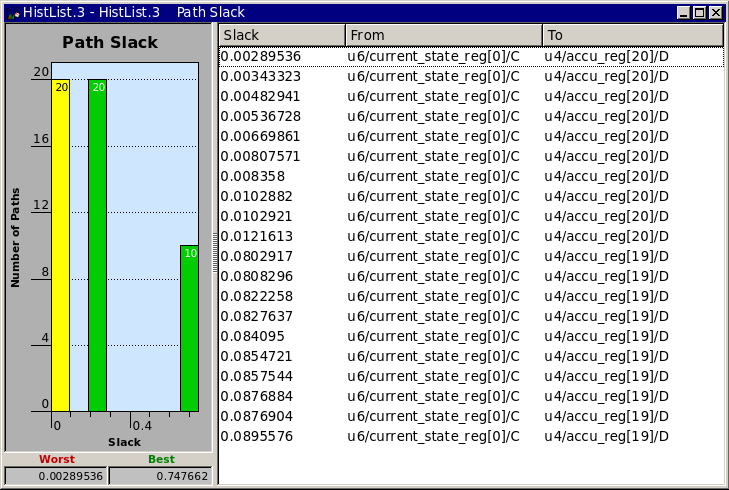 HistList.3 - HistList.3 Path Slack
Path Slack
20
16
12
8
4
0
Number of Paths
20
20
10
0
0.4
Slack
Worst Best
0.00289536 0.747662
Slack From To
0.00289536 u6/current_state_reg[0]/C u4/accu_reg[20]/D
0.00343323 u6/current_state_reg[0]/C u4/accu_reg[20]/D
0.00482941 u6/current_state_reg[0]/C u4/accu_reg[20]/D
0.00536728 u6/current_state_reg[0]/C u4/accu_reg[20]/D
0.00669861 u6/current_state_reg[0]/C u4/accu_reg[20]/D
0.00807571 u6/current_state_reg[0]/C u4/accu_reg[20]/D
0.008358 u6/current_state_reg[0]/C u4/accu_reg[20]/D
0.0102882 u6/current_state_reg[0]/C u4/accu_reg[20]/D
0.0102921 u6/current_state_reg[0]/C u4/accu_reg[20]/D
0.0121613 u6/current_state_reg[0]/C u4/accu_reg[20]/D
0.0802917 u6/current_state_reg[0]/C u4/accu_reg[19]/D
0.0808296 u6/current_state_reg[0]/C u4/accu_reg[19]/D
0.0822258 u6/current_state_reg[0]/C u4/accu_reg[19]/D
0.0827637 u6/current_state_reg[0]/C u4/accu_reg[19]/D
0.084095 u6/current_state_reg[0]/C u4/accu_reg[19]/D
0.0854721 u6/current_state_reg[0]/C u4/accu_reg[19]/D
0.0857544 u6/current_state_reg[0]/C u4/accu_reg[19]/D
0.0876884 u6/current_state_reg[0]/C u4/accu_reg[19]/D
0.0876904 u6/current_state_reg[0]/C u4/accu_reg[19]/D
0.0895576 u6/current_state_reg[0]/C u4/accu_reg[19]/D